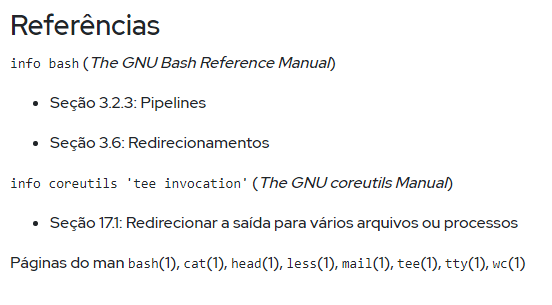 Referências
info bash (The GNU Bash Reference Manual)
• Seção 3.2.3: Pipelines
• Seção 3.6: Redirecionamentos
info coreutils 'tee invocation' (The GNU coreutils Manual)
• Seção 17.1: Redirecionar a saída para vários arquivos ou processos
Páginas do man bash(1), cat(1), head(1), less(1), mail(1), tee(1), tty(1), wc(1)